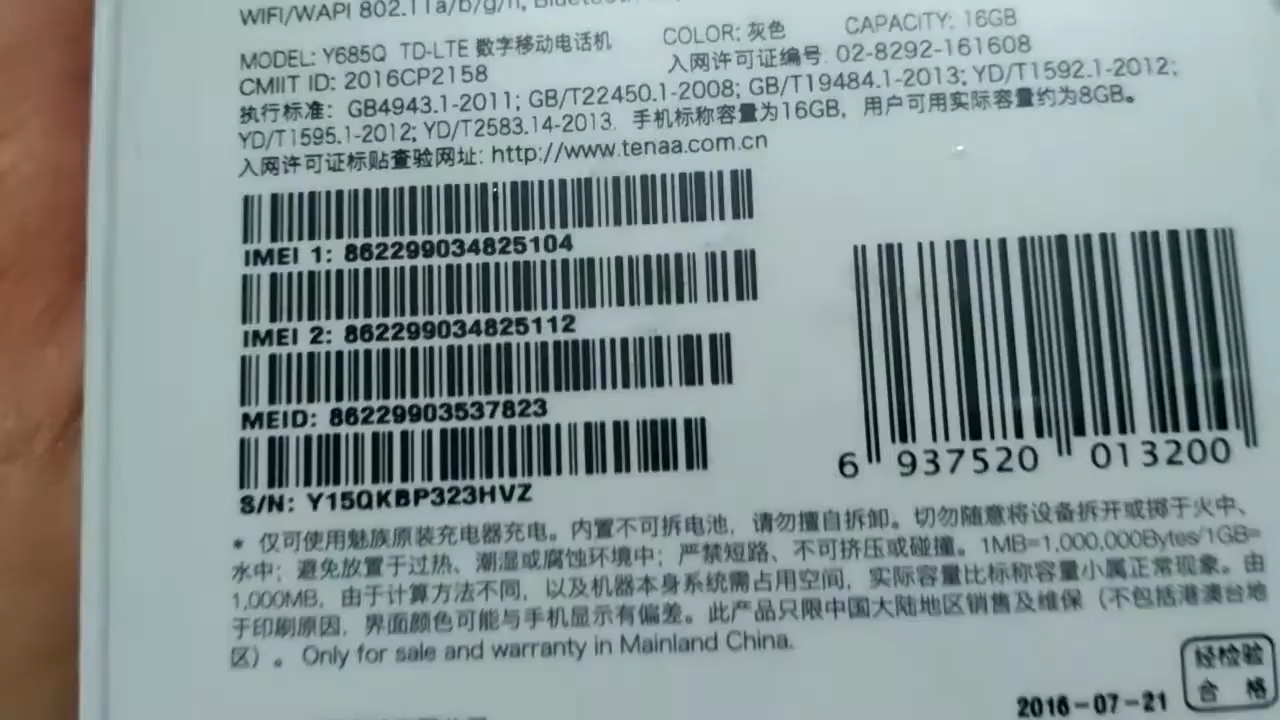 WIFI/WAPI 802.11a/b/g/n,
MODEL: Y685Q TD-LTE 数字移动电话机 COLOR: 灰色 CAPACITY: 16GB
CMIIT ID: 2016CP2158 入网许可证编号: 02-8292-161608
执行标准: GB4943.1-2011; GB/T22450.1-2008; GB/T19484.1-2013; YD/T1592.1-2012;
YD/T1595.1-2012; YD/T2583.14-2013. 手机标称容量为16GB，用户可用实际容量约为8GB。
入网许可证标贴查验网址: http://www.tenaa.com.cn
IMEI 1: 862299034825104
IMEI 2: 862299034825112
MEID: 86229903537823
S/N: Y15QKBP323HVZ
6 937520 013200
* 仅可使用魅族原装充电器充电。内置不可拆电池，请勿擅自拆卸。切勿随意将设备拆开或掷于火中、
水中；避免放置于过热、潮湿或腐蚀环境中；严禁短路、不可挤压或碰撞。1MB=1,000,000Bytes/1GB=
1,000MB，由于计算方法不同，以及机器本身系统需占用空间，实际容量比标称容量小属正常现象。由
于印刷原因，界面颜色可能与手机显示有偏差。此产品只限中国大陆地区销售及维保（不包括港澳台地
区）。Only for sale and warranty in Mainland China.
经检验
合格
2016-07-21